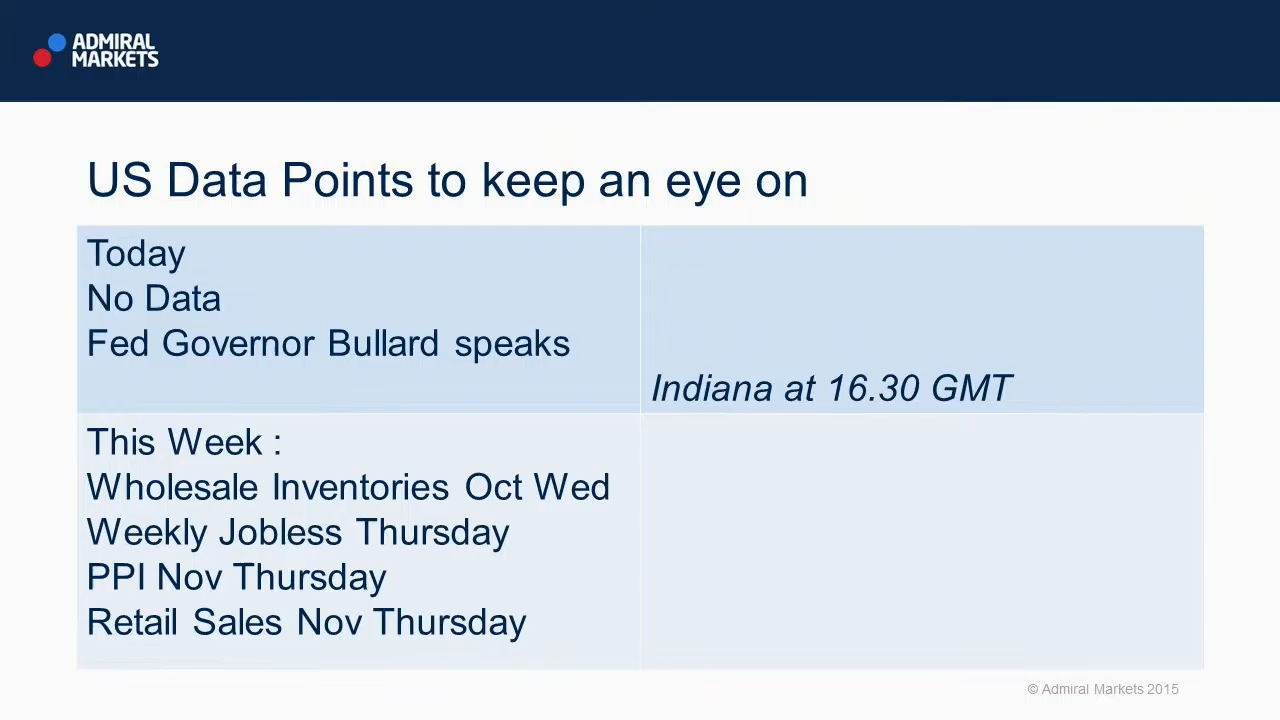 ADMIRAL
MARKETS
US Data Points to keep an eye on
Today
No Data
Fed Governor Bullard speaks
Indiana at 16.30 GMT
This Week :
Wholesale Inventories Oct Wed
Weekly Jobless Thursday
PPI Nov Thursday
Retail Sales Nov Thursday
© Admiral Markets 2015